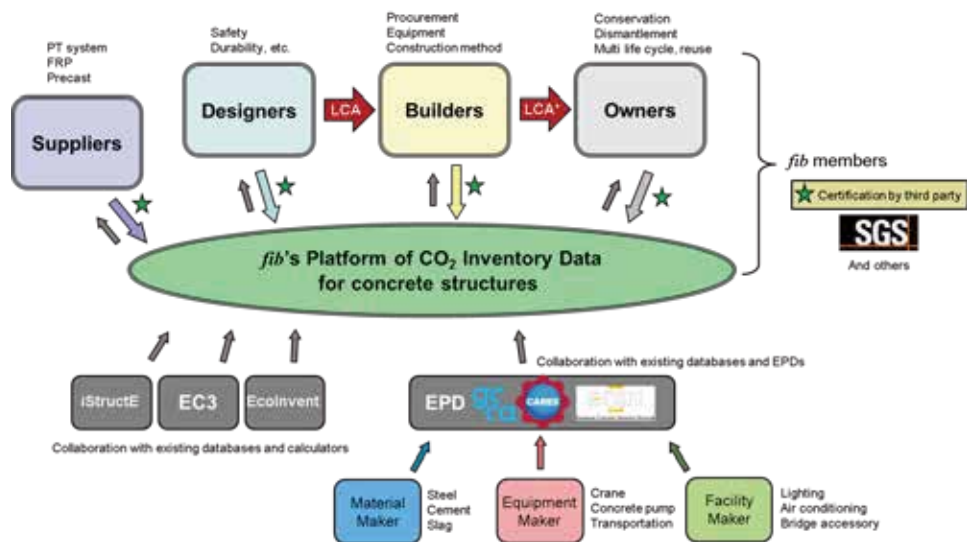 PT system
FRP
Precast
Suppliers
Safety
Durability, etc.
Designers
LCA
Procurement
Equipment
Construction method
Builders
LCA+
Conservation
Dismantlement
Multi life cycle, reuse
Owners
fib members
Certification by third party
SGS
And others
fib's Platform of CO₂ Inventory Data
for concrete structures
iStructE
EC3
EcoInvent
Collaboration with existing databases and calculators
Collaboration with existing databases and EPDs
EPD
CARES
Material
Maker
Steel
Cement
Slag
Equipment
Maker
Crane
Concrete pump
Transportation
Facility
Maker
Lighting
Air conditioning
Bridge accessory